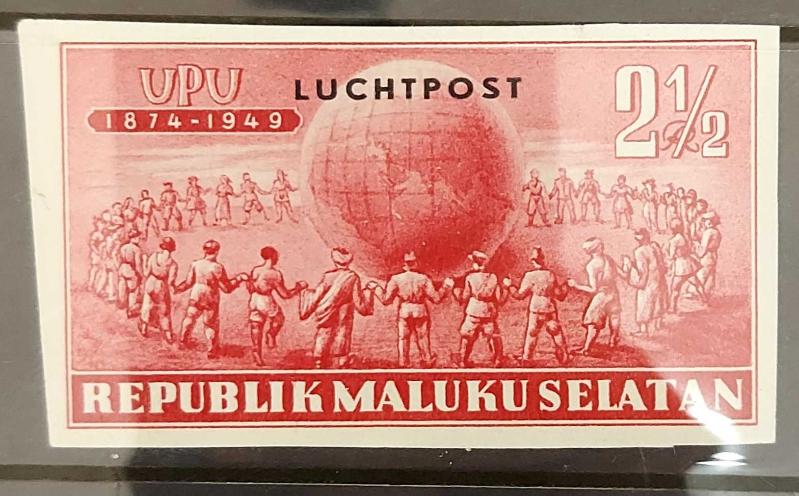 UPU
1874-1949
LUCHTPOST
2½
REPUBLIK MALUKU SELATAN